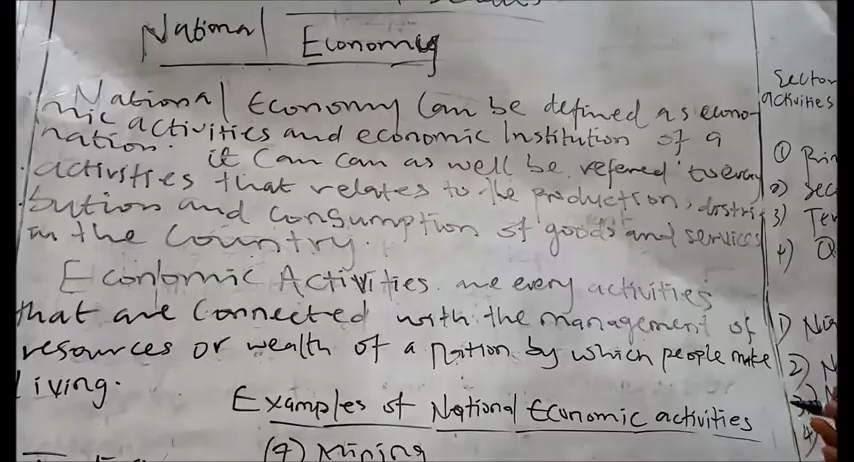 National Economy
National Economy can be defined as econo-
mic activities and economic Institution of a
nation. it can can as well be refered to every
activities that relates to the production, distri
bution and consumption of goods and services
in the country.
Economic Activities are every activities
that are connected with the management of
resources or wealth of a nation by which people make
living.
Examples of National Economic activities
(a) Mining
Sector
activities
①
2) Sec
3) Ter
4) Q
1)
2) N
3) N
4)